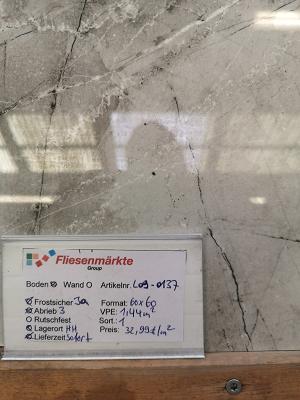 Fliesenmärkte
Group
Boden Wand Artikelnr. L09-0137
Frostsicher Ja Format: 60x60
Abrieb 3 VPE: 1,44m²
Rutschfest Sort.: 1
Lagerort HH Preis: 32,99€/m²
Lieferzeit Sofort